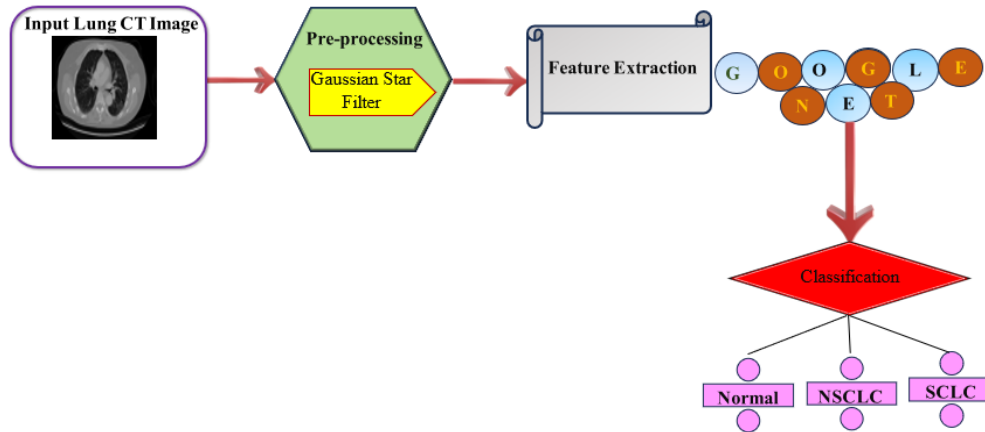 Input Lung CT Image
Pre-processing
Gaussian Star
Filter
Feature Extraction
G O O G L E
N E T
Classification
Normal
NSCLC
SCLC